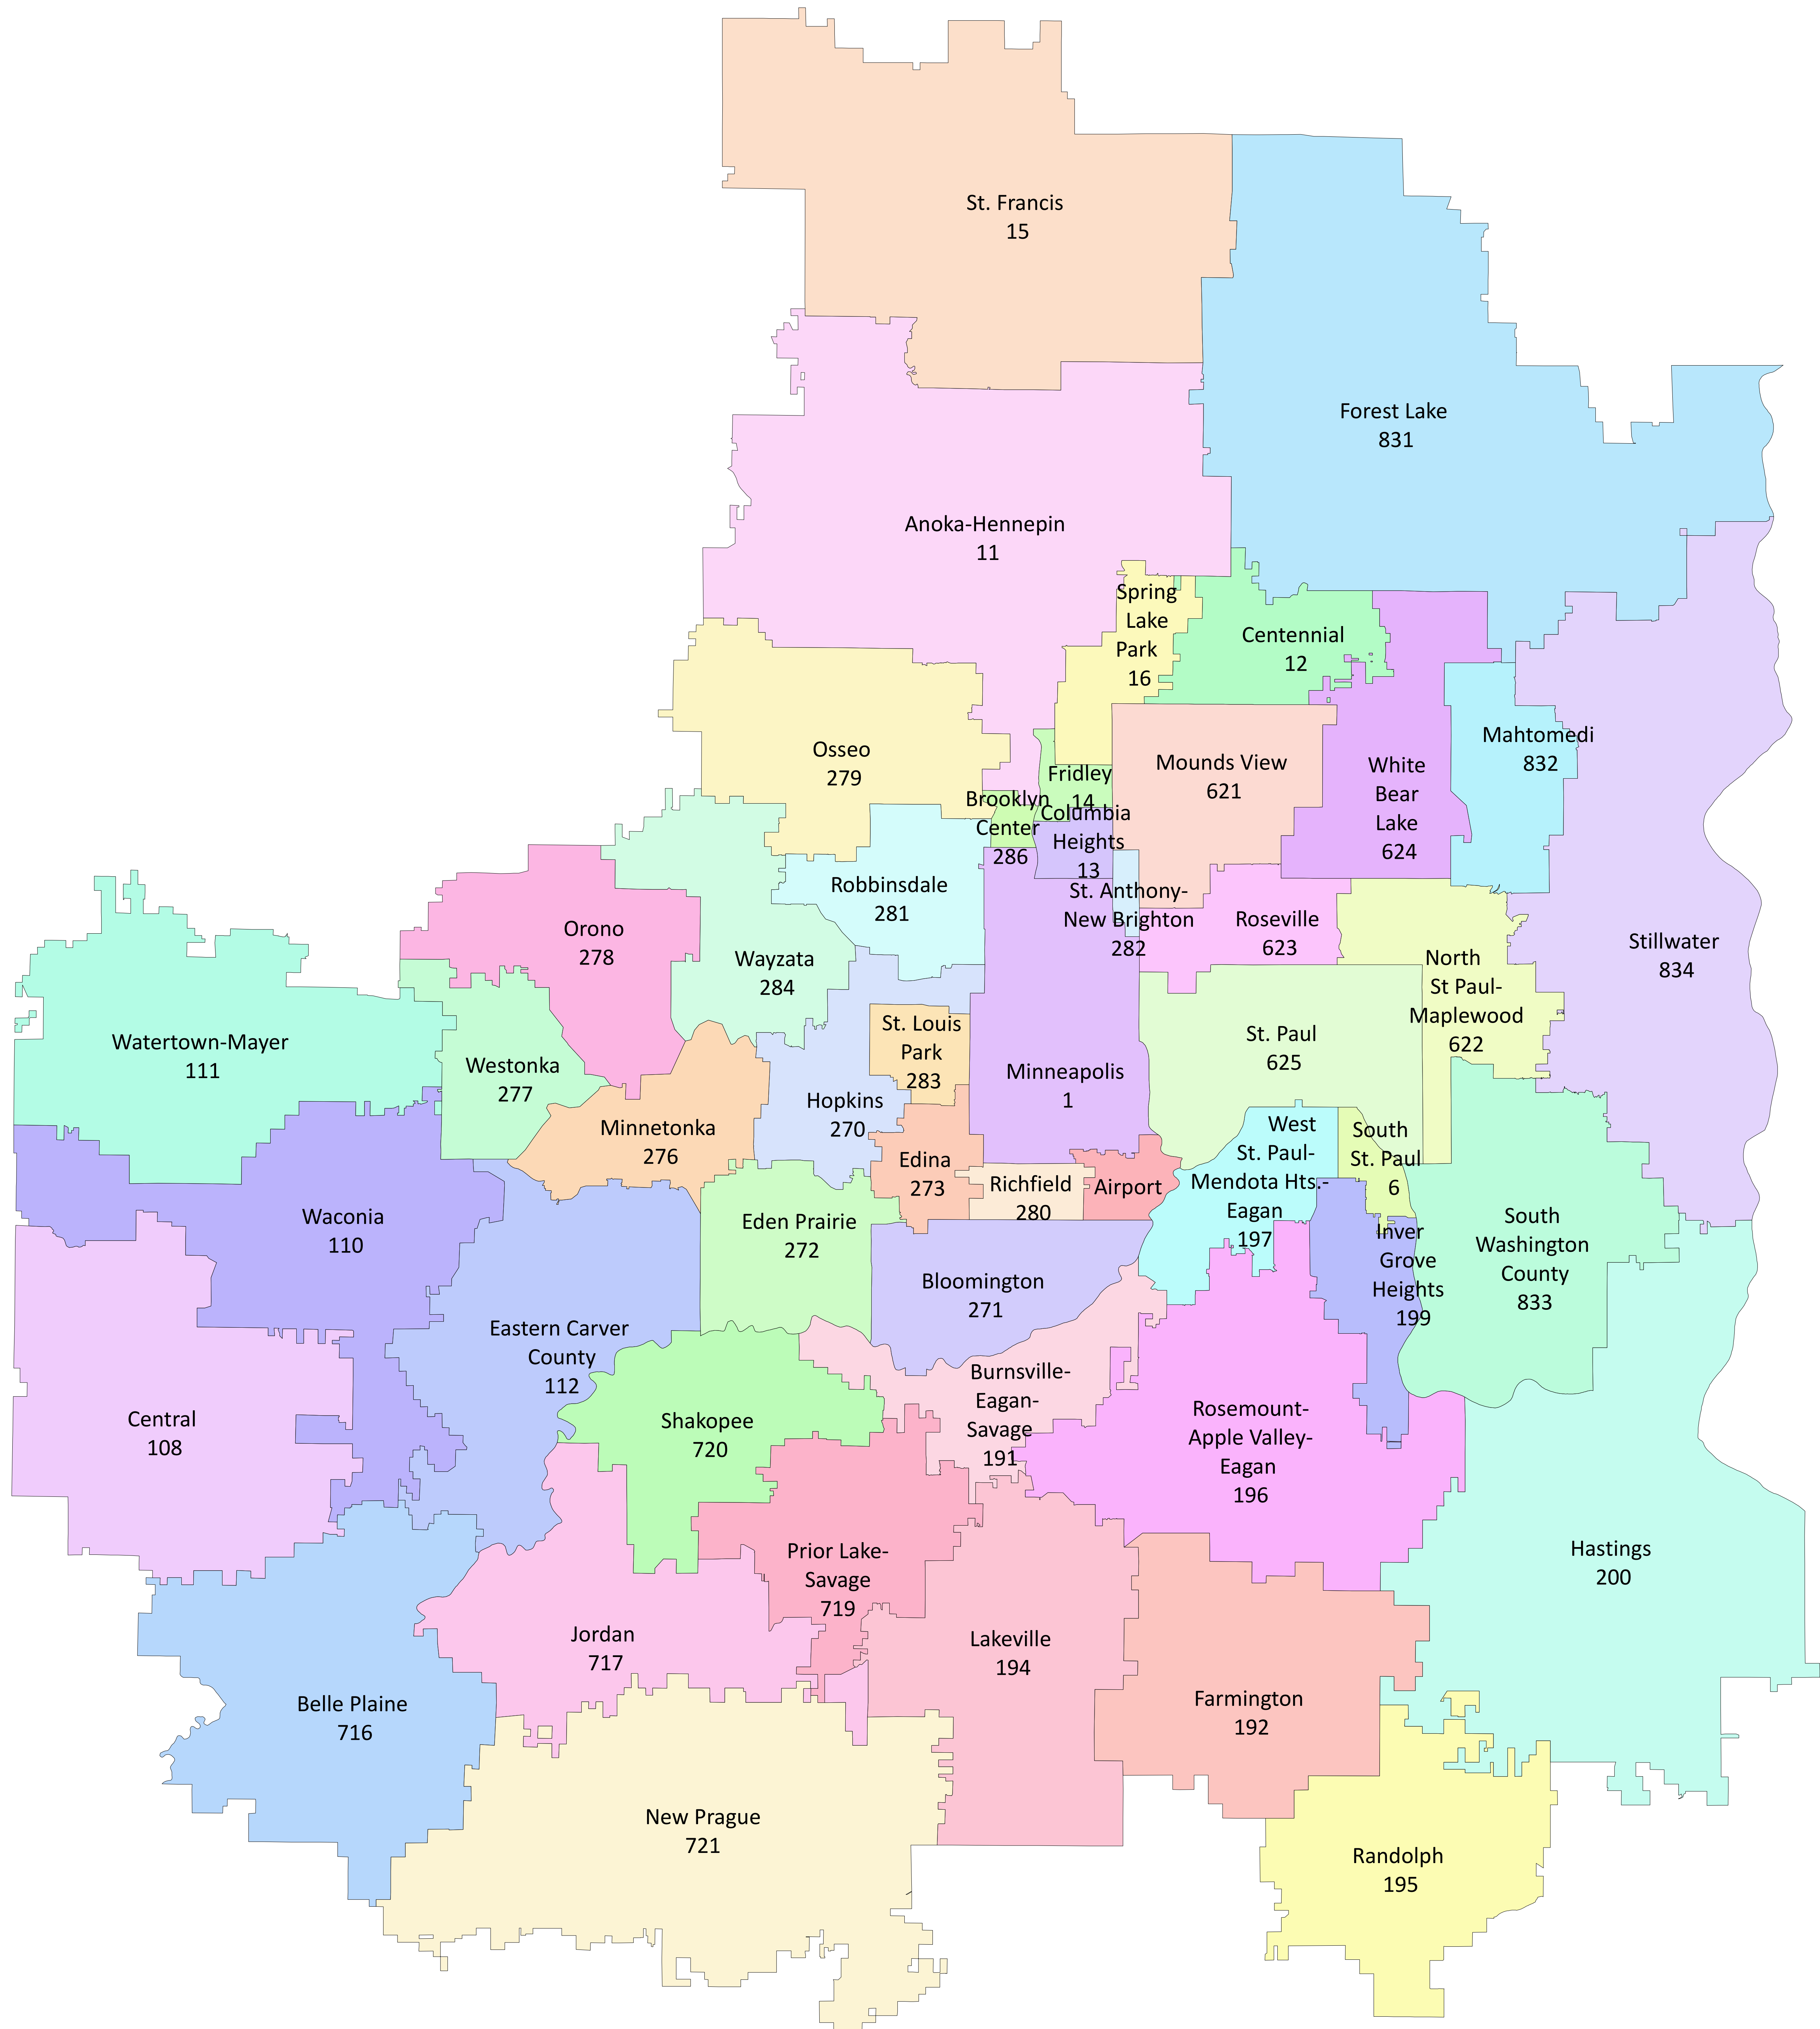 St. Francis
15
Forest Lake
831
Anoka-Hennepin
11
Spring
Lake
Park
16
Centennial
12
Osseo
279
Fridley
14
Mounds View
621
White
Bear
Lake
624
Mahtomedi
832
Brooklyn
Center
286
Columbia
Heights
13
Robbinsdale
281
St. Anthony-
New Brighton
282
Roseville
623
Orono
278
Wayzata
284
North
St Paul-
Maplewood
622
Stillwater
834
Watertown-Mayer
111
Westonka
277
St. Louis
Park
283
Minneapolis
1
St. Paul
625
Minnetonka
276
Hopkins
270
Edina
273
Richfield
280
Airport
West
St. Paul-
Mendota Hts.-
Eagan
197
South
St. Paul
6
Waconia
110
Eden Prairie
272
Bloomington
271
Inver
Grove
Heights
199
South
Washington
County
833
Eastern Carver
County
112
Central
108
Shakopee
720
Burnsville-
Eagan-
Savage
191
Rosemount-
Apple Valley-
Eagan
196
Prior Lake-
Savage
719
Hastings
200
Jordan
717
Lakeville
194
Belle Plaine
716
Farmington
192
New Prague
721
Randolph
195